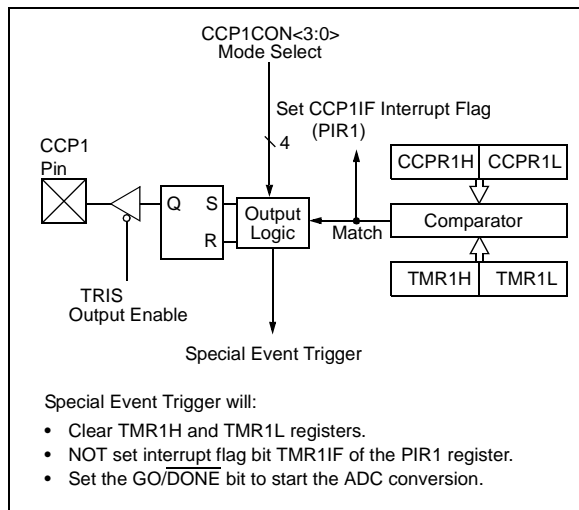 CCP1CON<3:0>
Mode Select
Set CCP1IF Interrupt Flag
(PIR1)
4
CCP1
Pin
CCPR1H CCPR1L
Q S
R
Output
Logic
Match
Comparator
TRIS
Output Enable
TMR1H TMR1L
Special Event Trigger
Special Event Trigger will:
• Clear TMR1H and TMR1L registers.
• NOT set interrupt flag bit TMR1IF of the PIR1 register.
• Set the GO/DONE bit to start the ADC conversion.